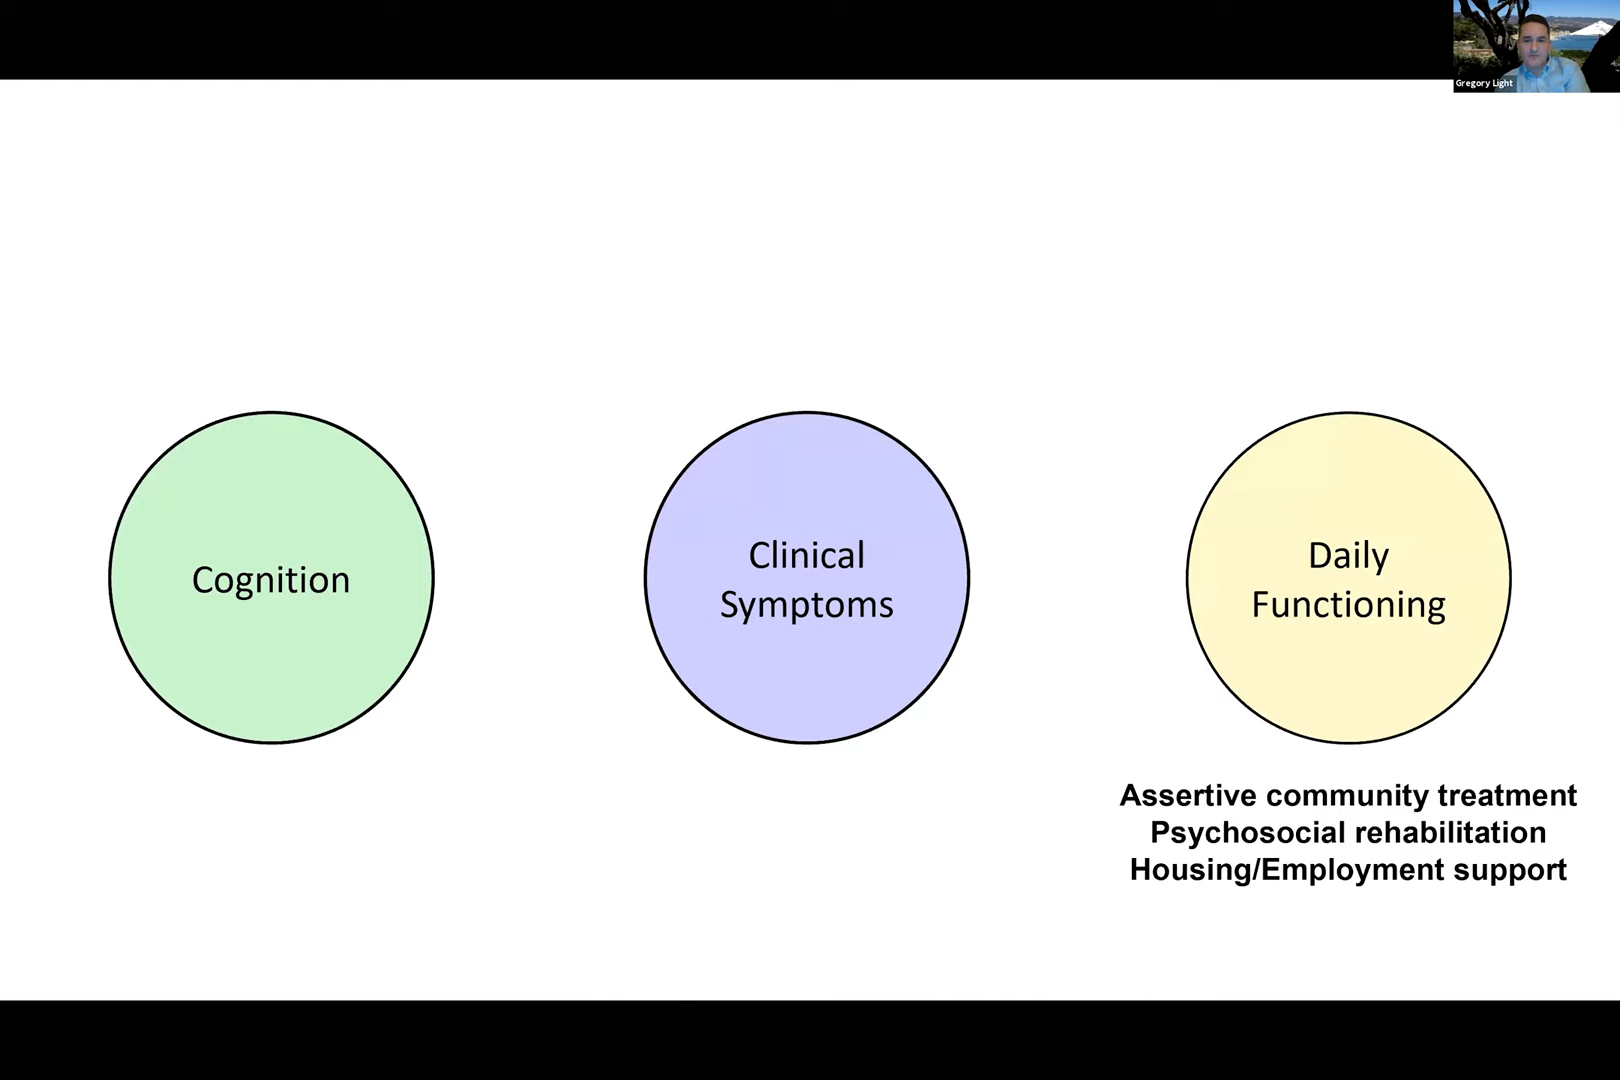 Gregory Light
Cognition
Clinical
Symptoms
Daily
Functioning
Assertive community treatment
Psychosocial rehabilitation
Housing/Employment support